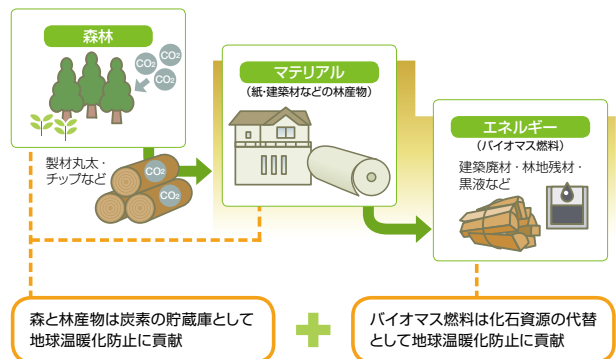 森林
CO2
CO2
CO2
製材丸太・
チップなど
CO2
CO2
マテリアル
（紙・建築材などの林産物）
エネルギー
（バイオマス燃料）
建築廃材・林地残材・
黒液など
森と林産物は炭素の貯蔵庫として
地球温暖化防止に貢献
バイオマス燃料は化石資源の代替
として地球温暖化防止に貢献